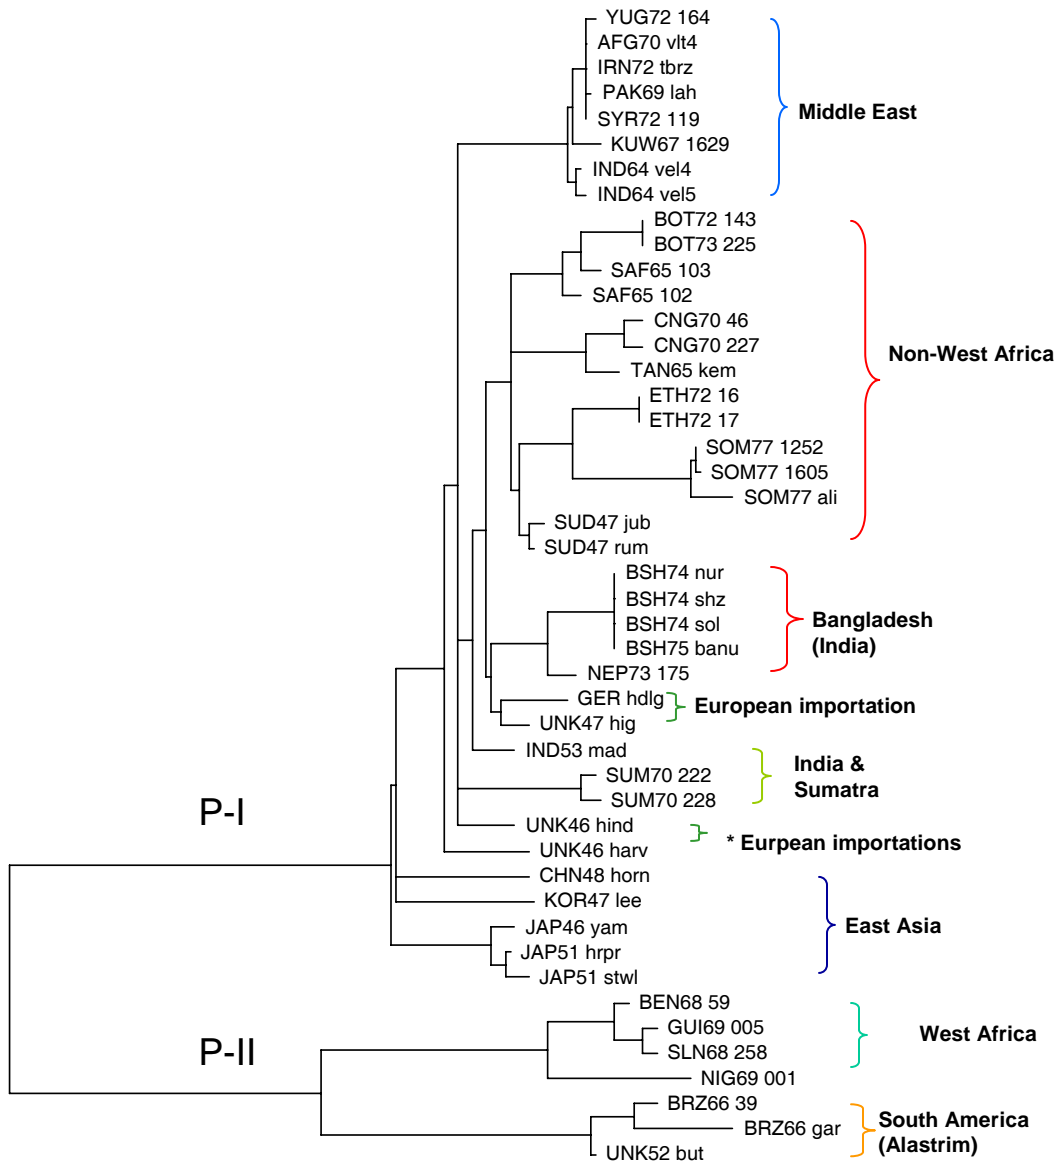 YUG72 164
AFG70 vlt4
IRN72 tbrz
PAK69 lah
SYR72 119
KUW67 1629
IND64 vel4
IND64 vel5
Middle East
BOT72 143
BOT73 225
SAF65 103
SAF65 102
CNG70 46
CNG70 227
TAN65 kem
ETH72 16
ETH72 17
SOM77 1252
SOM77 1605
SOM77 ali
SUD47 jub
SUD47 rum
Non-West Africa
BSH74 nur
BSH74 shz
BSH74 sol
BSH75 banu
NEP73 175
Bangladesh
(India)
GER hdlg
UNK47 hig
European importation
IND53 mad
SUM70 222
SUM70 228
India &
Sumatra
UNK46 hind
UNK46 harv
* Eurpean importations
P-I
CHN48 horn
KOR47 lee
JAP46 yam
JAP51 hrpr
JAP51 stwl
East Asia
BEN68 59
GUI69 005
SLN68 258
NIG69 001
West Africa
P-II
BRZ66 39
BRZ66 gar
UNK52 but
South America
(Alastrim)